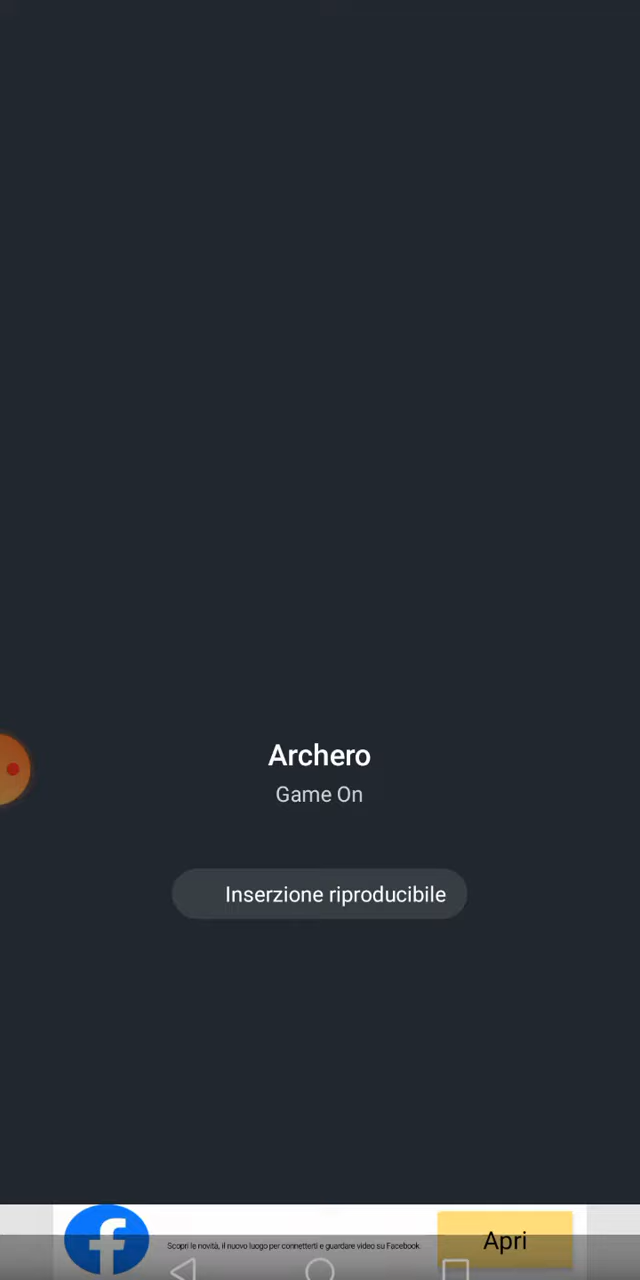 Archero
Game On
Inserzione riproducibile
Scopri le novità, il nuovo luogo per connetterti e guardare video su Facebook.
Apri